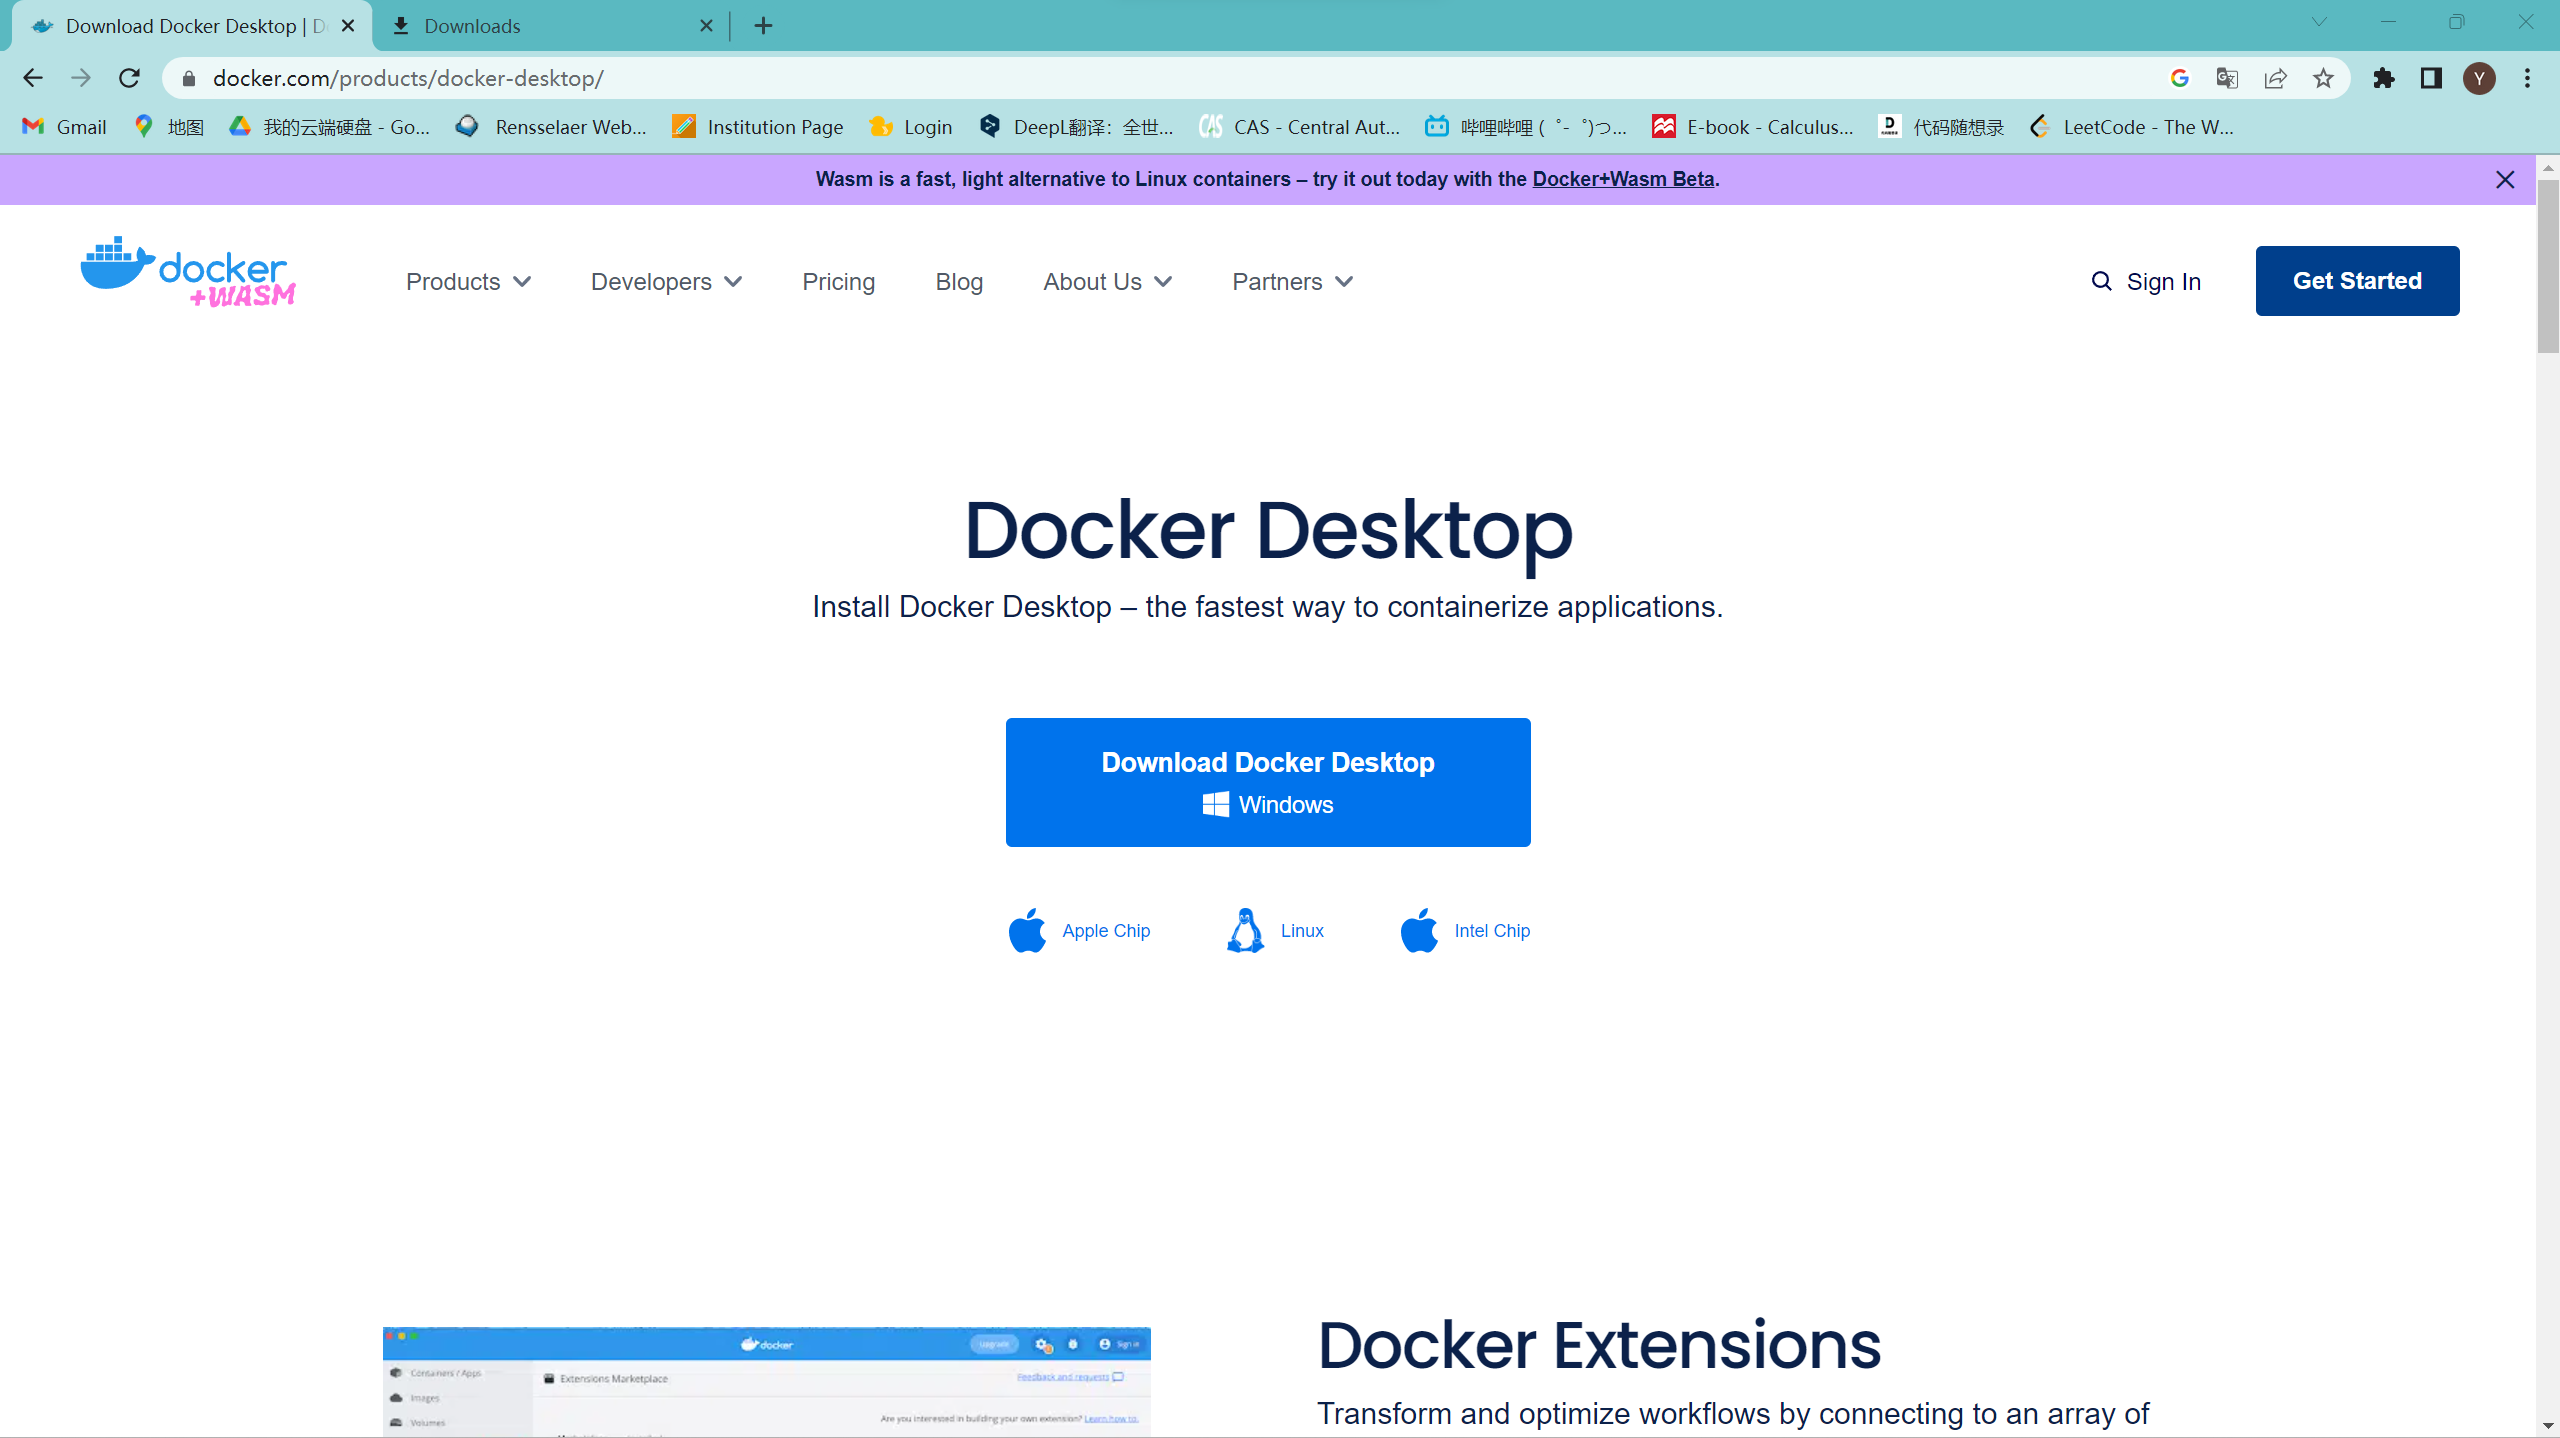 Download Docker Desktop | D
Downloads
docker.com/products/docker-desktop/
Y
Gmail
地图
我的云端硬盘 - Go...
Rensselaer Web...
Institution Page
Login
DeepL翻译：全世...
CAS - Central Aut...
哔哩哔哩 (゜-゜)つ...
E-book - Calculus...
代码随想录
LeetCode - The W...
Wasm is a fast, light alternative to Linux containers – try it out today with the Docker+Wasm Beta.
docker
+WASM
Products
Developers
Pricing
Blog
About Us
Partners
Sign In
Get Started
Docker Desktop
Install Docker Desktop – the fastest way to containerize applications.
Download Docker Desktop
Windows
Apple Chip
Linux
Intel Chip
docker
Upgrade
Sign in
Containers / Apps
Images
Volumes
Extensions Marketplace
Feedback and requests
Are you interested in building your own extension? Learn how to.
Docker Extensions
Transform and optimize workflows by connecting to an array of